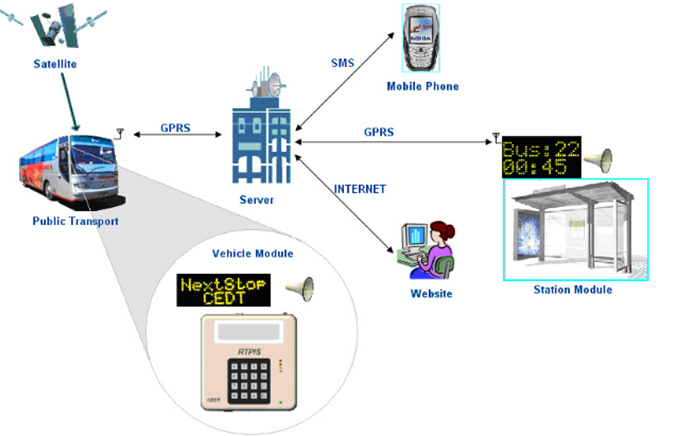 Satellite
SMS
Mobile Phone
GPRS
GPRS
Bus:22
00:45
INTERNET
Server
Public Transport
Vehicle Module
NextStop
CEDT
Website
Station Module
RTPIS
CEDT